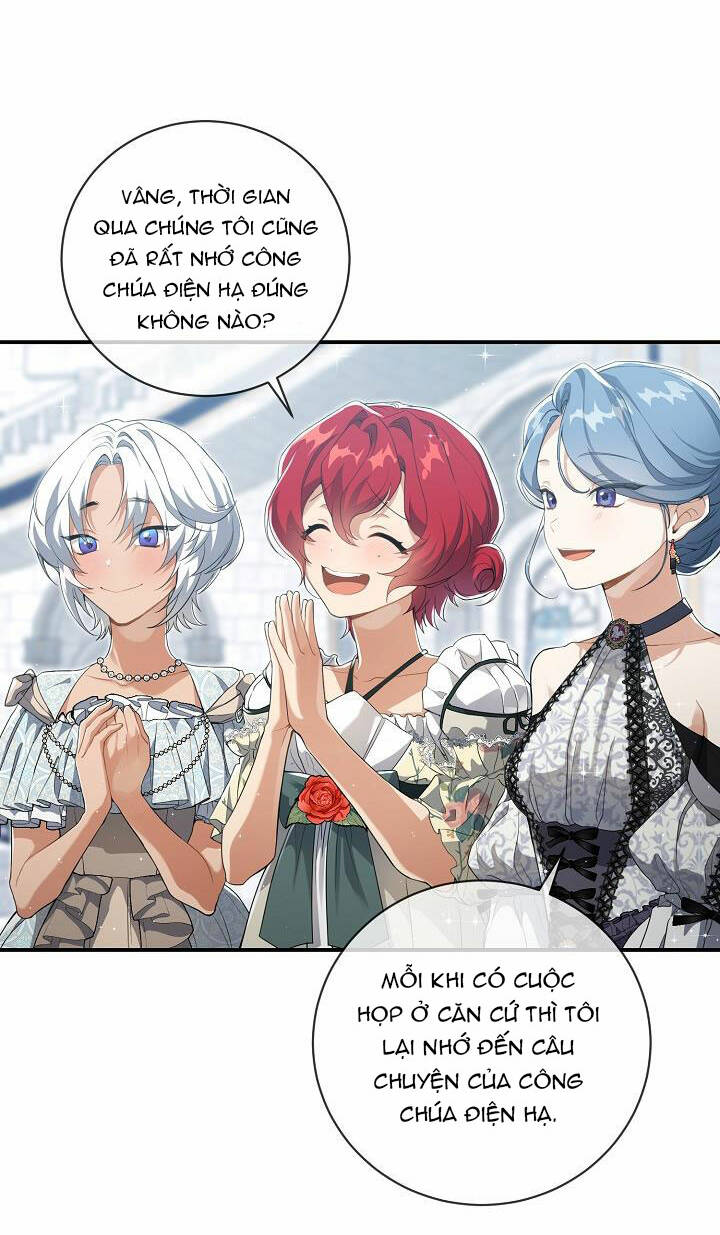 VÂNG, THỜI GIAN
QUA CHÚNG TÔI CŨNG
ĐÃ RẤT NHỚ CÔNG
CHÚA ĐIỆN HẠ ĐÚNG
KHÔNG NÀO?
MỖI KHI CÓ CUỘC
HỌP Ở CĂN CỨ THÌ TÔI
LẠI NHỚ ĐẾN CÂU
CHUYỆN CỦA CÔNG
CHÚA ĐIỆN HẠ.